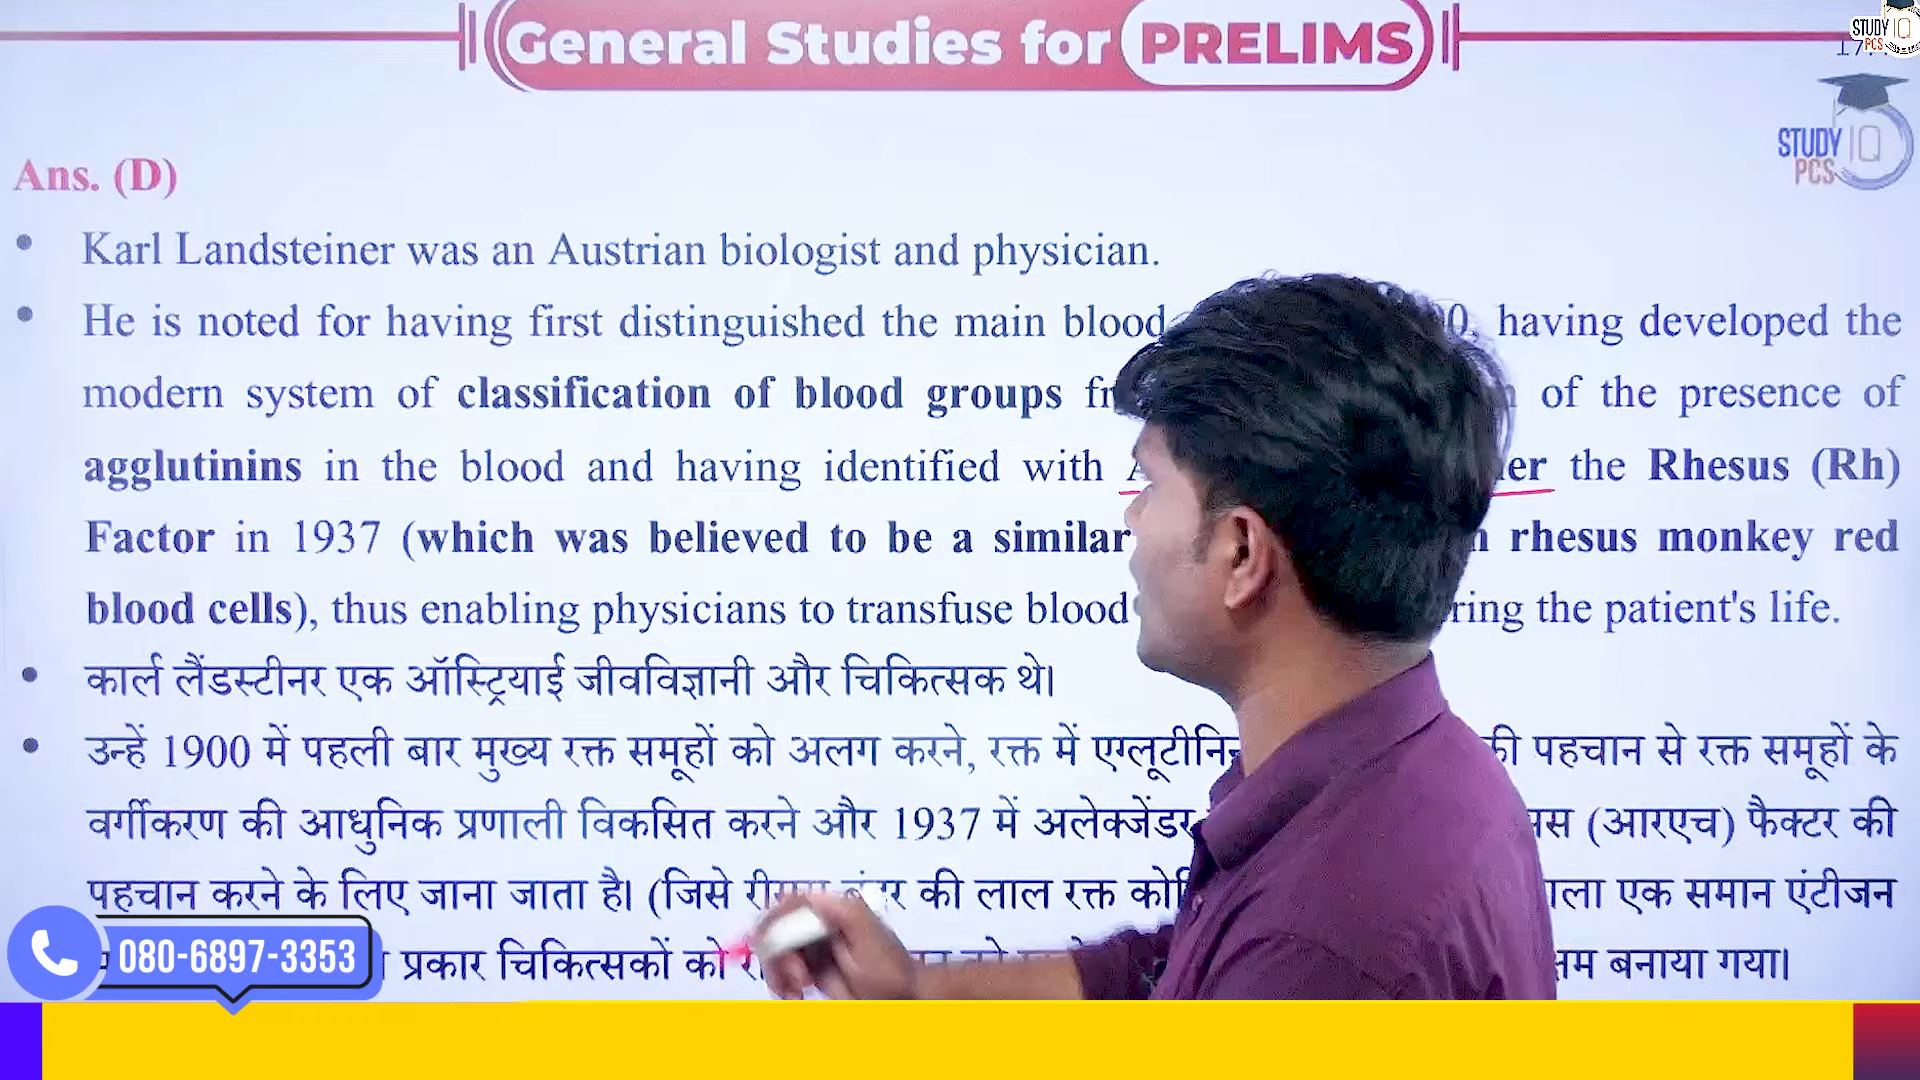 General Studies for PRELIMS
STUDY IQ
PCS
STUDY IQ
PCS
Ans. (D)
• Karl Landsteiner was an Austrian biologist and physician.
• He is noted for having first distinguished the main blood having developed the
modern system of classification of blood groups of the presence of
agglutinins in the blood and having identified with the Rhesus (Rh)
Factor in 1937 (which was believed to be a similar rhesus monkey red
blood cells), thus enabling physicians to transfuse blood the patient's life.
• कार्ल लैंडस्टीनर एक ऑस्ट्रियाई जीवविज्ञानी और चिकित्सक थे।
• उन्हें 1900 में पहली बार मुख्य रक्त समूहों को अलग करने, रक्त में की पहचान से रक्त समूहों के
वर्गीकरण की आधुनिक प्रणाली विकसित करने और 1937 में अलेक्जेंडर (आरएच) फैक्टर की
पहचान करने के लिए जाना जाता है। (जिसे की लाल रक्त एक समान एंटीजन
प्रकार चिकित्सकों को बनाया गया।
080-6897-3353